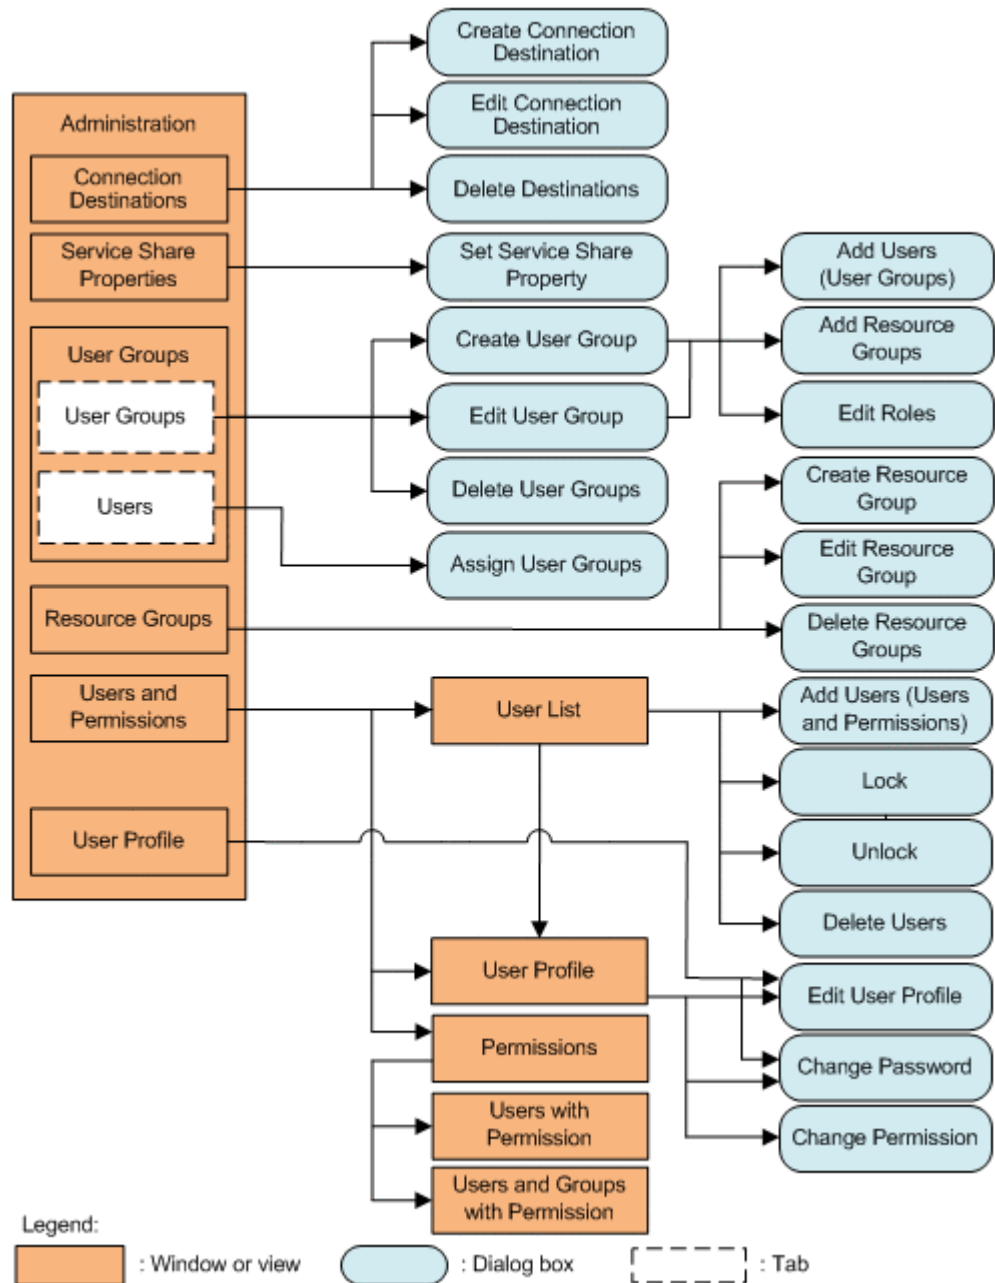 Create Connection
Destination
Edit Connection
Destination
Administration
Connection
Destinations
Delete Destinations
Service Share
Properties
Set Service Share
Property
Add Users
(User Groups)
User Groups
Create User Group
Add Resource
Groups
User Groups
Edit User Group
Edit Roles
Users
Delete User Groups
Create Resource
Group
Assign User Groups
Edit Resource
Group
Resource Groups
Delete Resource
Groups
Users and
Permissions
User List
Add Users (Users
and Permissions)
Lock
User Profile
Unlock
Delete Users
User Profile
Edit User Profile
Permissions
Change Password
Users with
Permission
Change Permission
Users and Groups
with Permission
Legend:
: Window or view
: Dialog box
: Tab